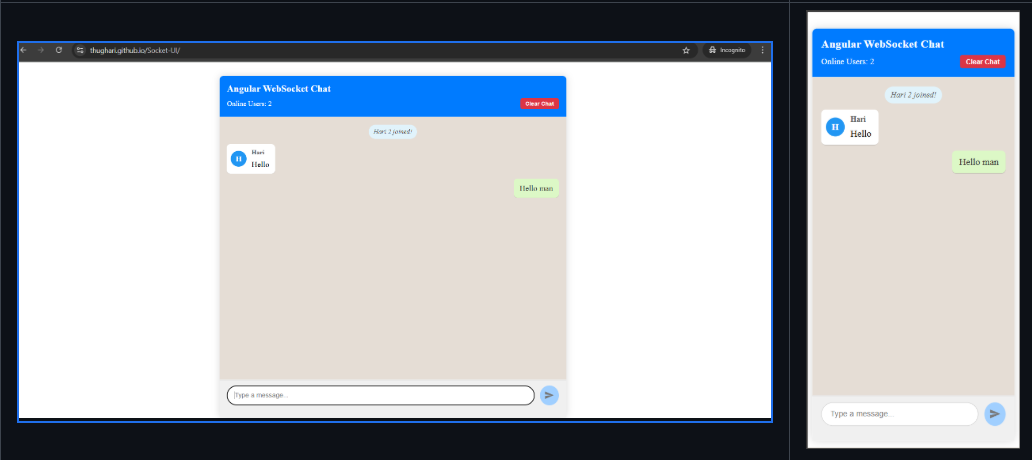 thughari.github.io/Socket-UI/
Incognito
Angular WebSocket Chat
Online Users: 2
Clear Chat
Hari 2 joined!
H
Hari
Hello
Hello man
Type a message...
Angular WebSocket Chat
Online Users: 2
Clear Chat
Hari 2 joined!
H
Hari
Hello
Hello man
Type a message...